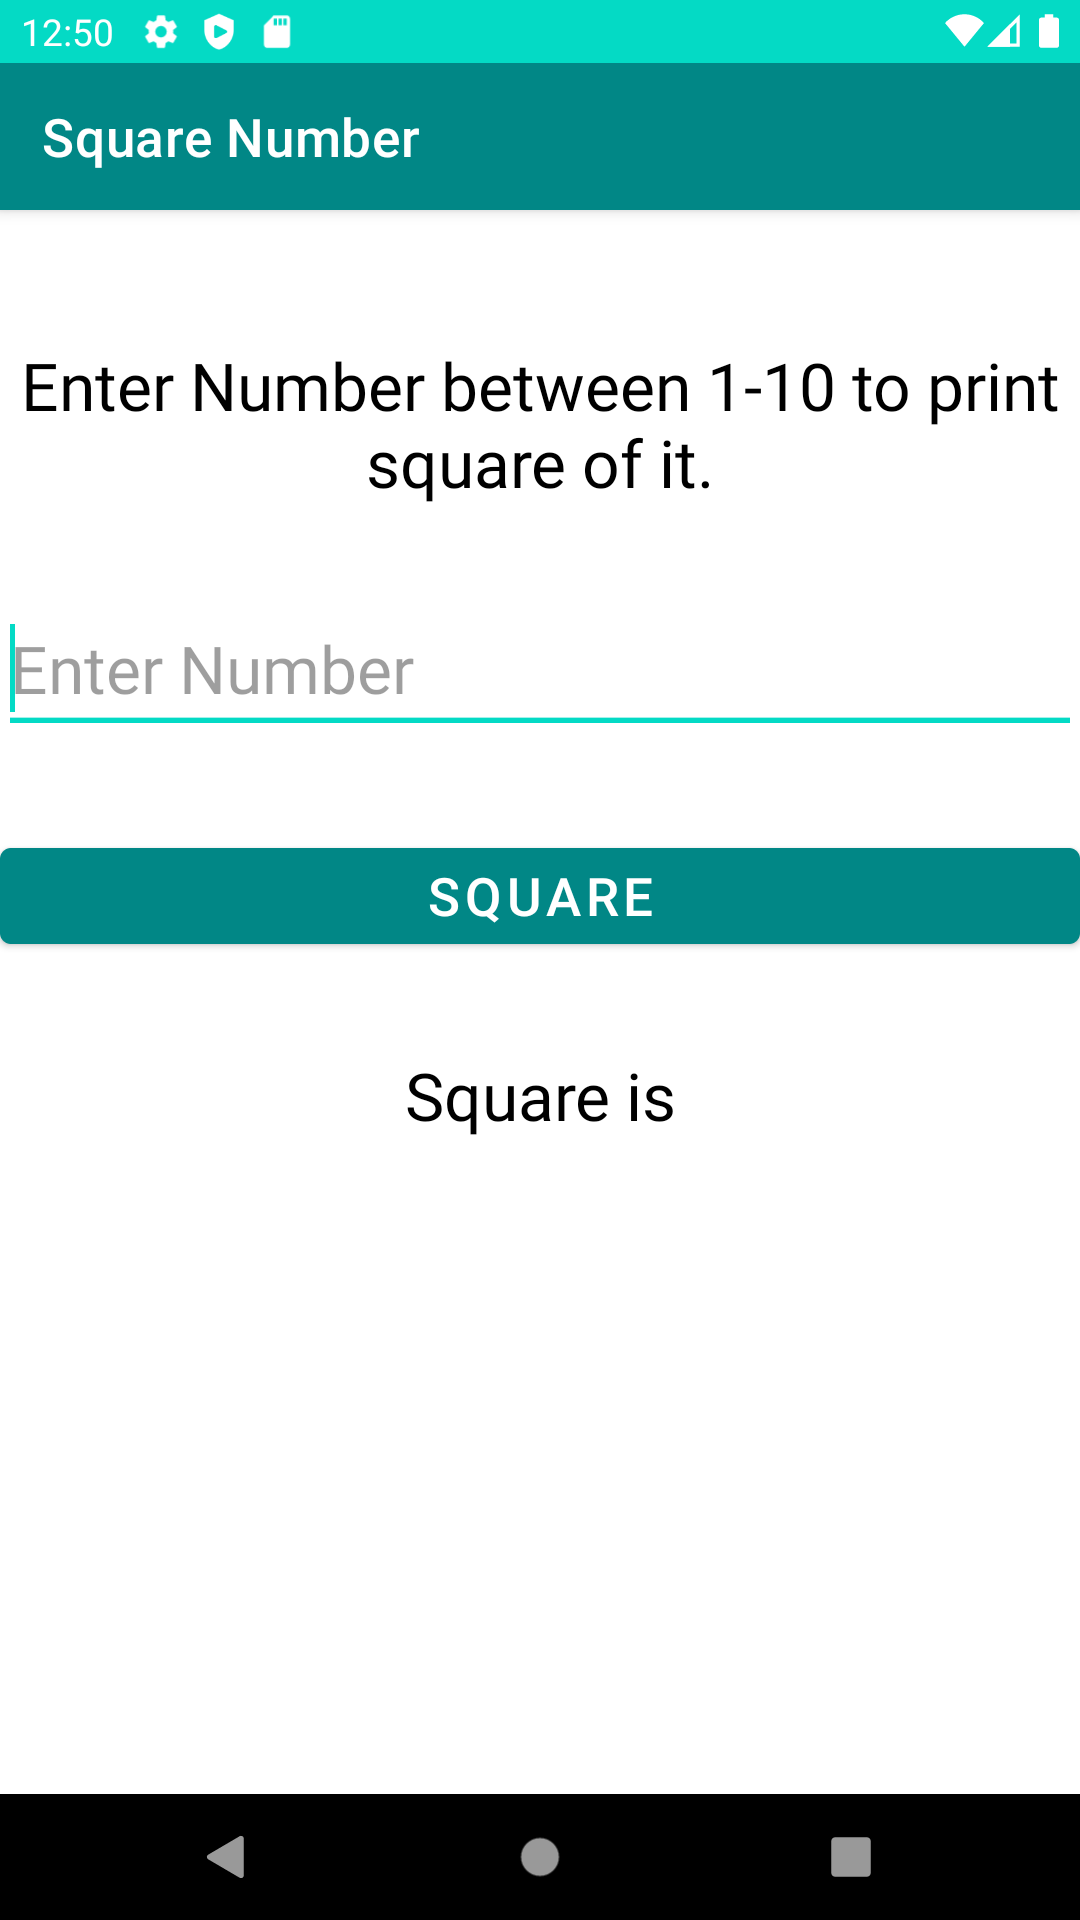 12:50
Square Number
Enter Number between 1-10 to print
square of it.
Enter Number
SQUARE
Square is